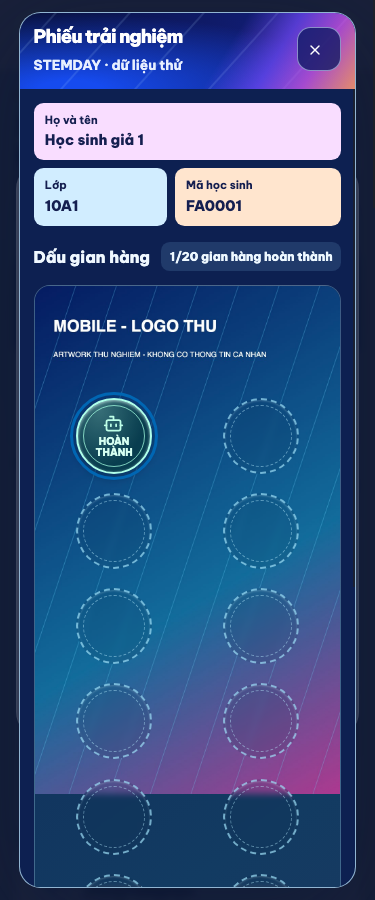 Phiếu trải nghiệm
STEMDAY · dữ liệu thử
Họ và tên
Học sinh giả 1
Lớp
10A1
Mã học sinh
FA0001
Dấu gian hàng
1/20 gian hàng hoàn thành
MOBILE - LOGO THU
ARTWORK THU NGHIEM - KHONG CO THONG TIN CA NHAN
HOÀN
THÀNH